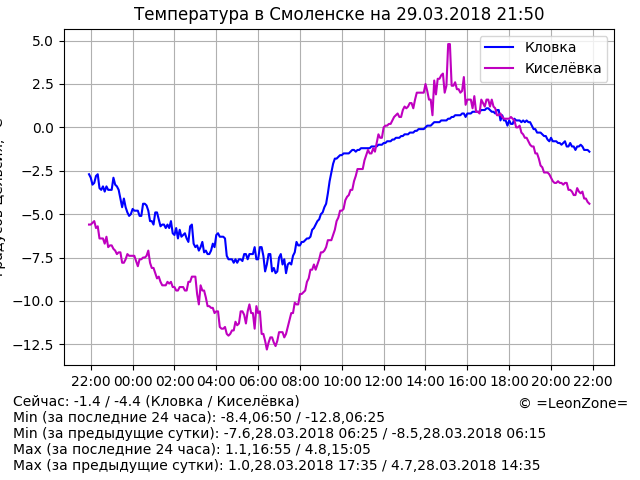 Температура в Смоленске на 29.03.2018 21:50
Кловка
Киселёвка
5.0
2.5
0.0
−2.5
−5.0
−7.5
−10.0
−12.5
22:00 00:00 02:00 04:00 06:00 08:00 10:00 12:00 14:00 16:00 18:00 20:00 22:00
Сейчас: -1.4 / -4.4 (Кловка / Киселёвка)
© =LeonZone=
Min (за последние 24 часа): -8.4,06:50 / -12.8,06:25
Min (за предыдущие сутки): -7.6,28.03.2018 06:25 / -8.5,28.03.2018 06:15
Max (за последние 24 часа): 1.1,16:55 / 4.8,15:05
Max (за предыдущие сутки): 1.0,28.03.2018 17:35 / 4.7,28.03.2018 14:35